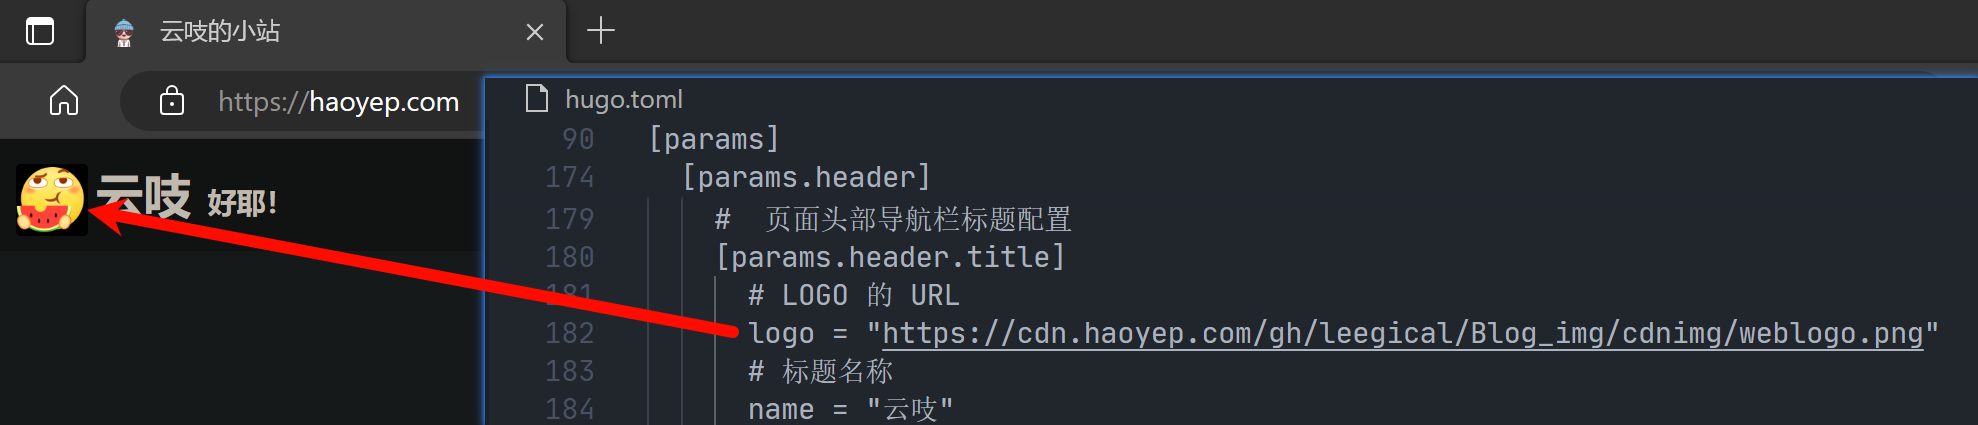 云吱的小站
https://haoyep.com
云吱 好耶！
hugo.toml
90 [params]
174 [params.header]
179 # 页面头部导航栏标题配置
180 [params.header.title]
181 # LOGO 的 URL
182 logo = "https://cdn.haoyep.com/gh/leegical/Blog_img/cdnimg/weblogo.png"
183 # 标题名称
184 name = "云吱"